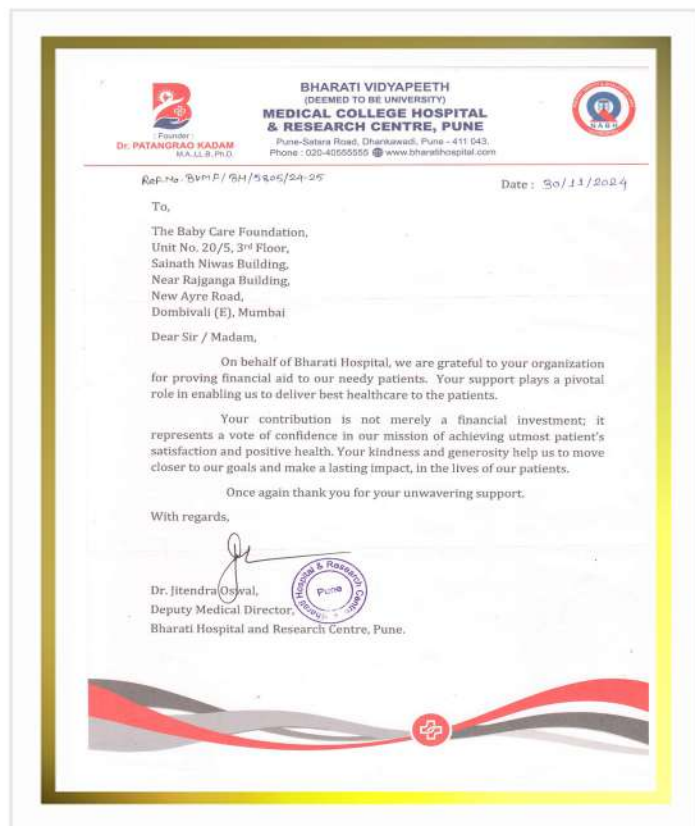 BHARATI VIDYAPEETH
(DEEMED TO BE UNIVERSITY)
MEDICAL COLLEGE HOSPITAL
& RESEARCH CENTRE, PUNE
Pune-Satara Road, Dhankawadi, Pune - 411 043.
Phone : 020-40555555 www.bharatihospital.com
: Founder :
Dr. PATANGRAO KADAM
M.A.,LL.B.,Ph.D.
NABH
Ref. No. BVMF/BH/5805/24-25
Date : 30/11/2024
To,
The Baby Care Foundation,
Unit No. 20/5, 3rd Floor,
Sainath Niwas Building,
Near Rajganga Building,
New Ayre Road,
Dombivali (E), Mumbai
Dear Sir / Madam,
On behalf of Bharati Hospital, we are grateful to your organization
for proving financial aid to our needy patients. Your support plays a pivotal
role in enabling us to deliver best healthcare to the patients.
Your contribution is not merely a financial investment; it
represents a vote of confidence in our mission of achieving utmost patient's
satisfaction and positive health. Your kindness and generosity help us to move
closer to our goals and make a lasting impact, in the lives of our patients.
Once again thank you for your unwavering support.
With regards,
Dr. Jitendra Oswal,
Deputy Medical Director,
Bharati Hospital and Research Centre, Pune.
Bharati Hospital & Research Centre
Pune